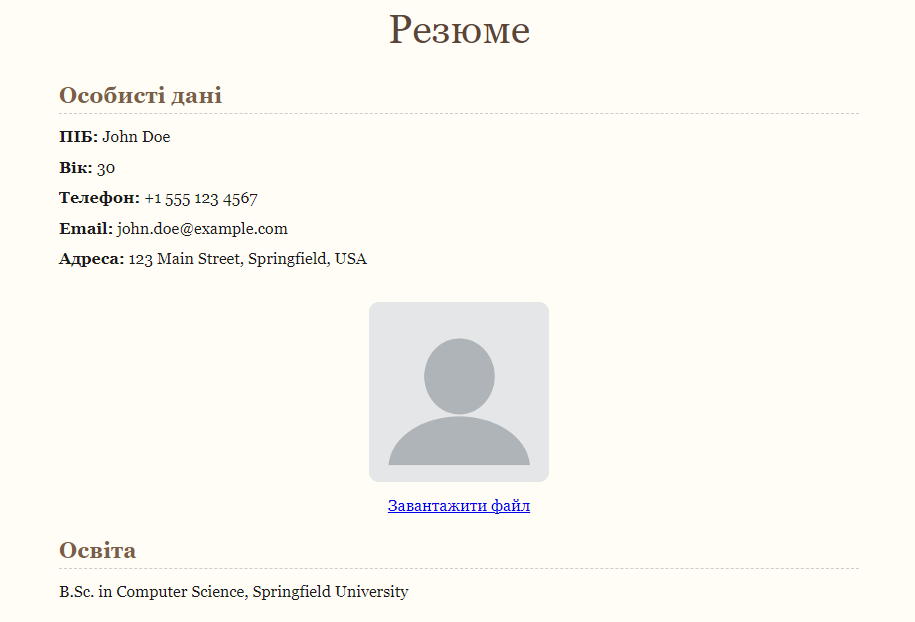 Резюме
Особисті дані
ПІБ: John Doe
Вік: 30
Телефон: +1 555 123 4567
Email: john.doe@example.com
Адреса: 123 Main Street, Springfield, USA
Завантажити файл
Освіта
B.Sc. in Computer Science, Springfield University